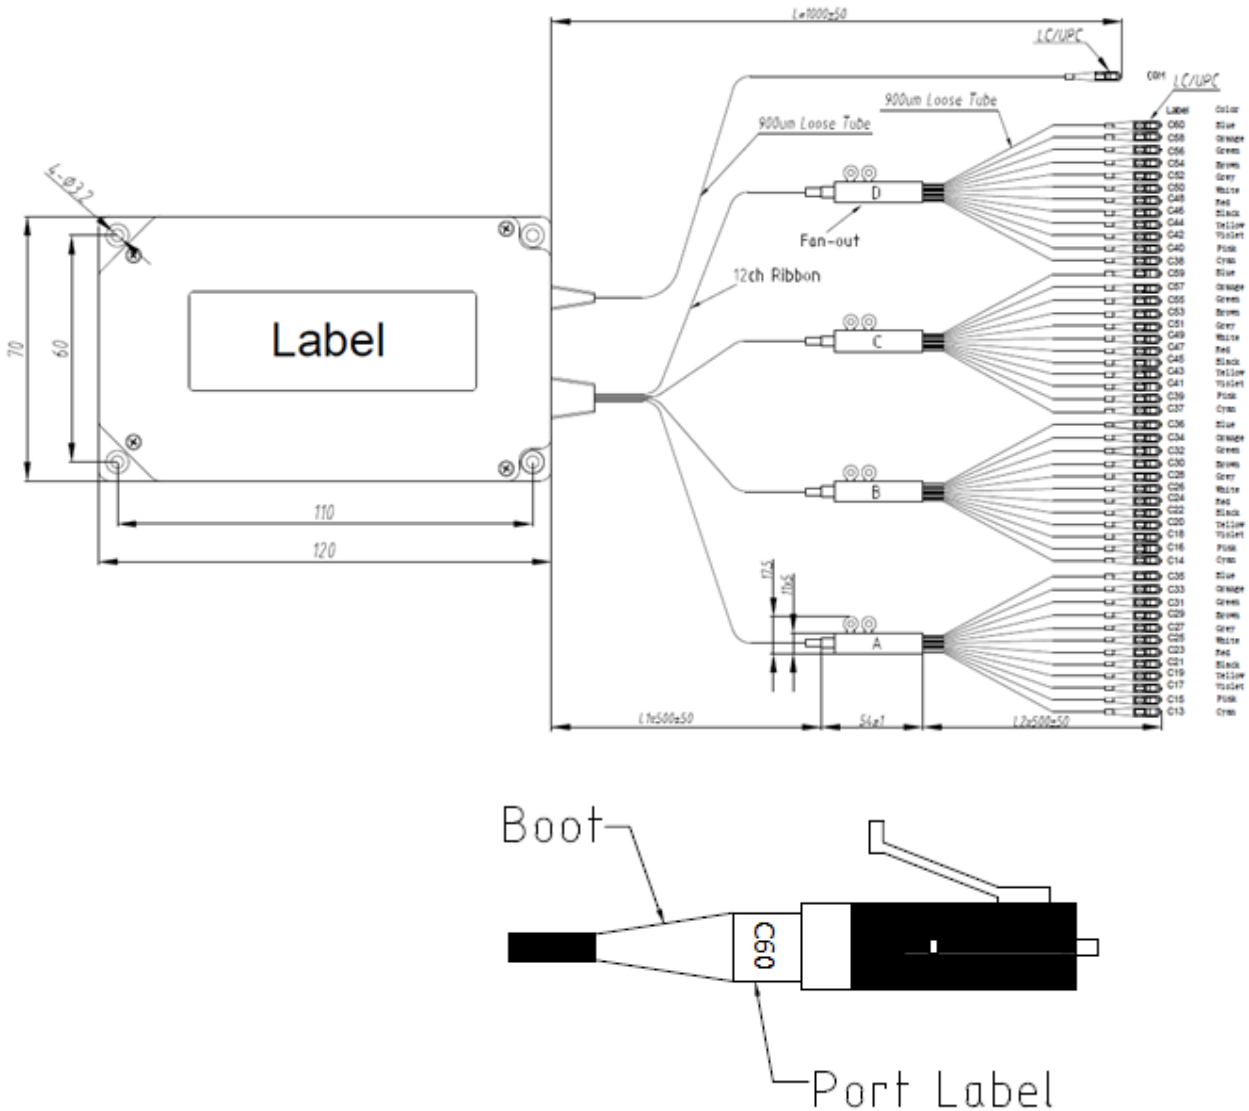 L=1000±50
LC/UPC
COM
LC/UPC
900um Loose Tube
900um Loose Tube
Label Color
C60 Blue
C58 Orange
C56 Green
C54 Brown
C52 Grey
C50 White
C48 Red
C46 Black
C44 Yellow
C42 Violet
C40 Pink
C38 Cyan
4-Ø3.2
D
Fan-out
12ch Ribbon
C59 Blue
C57 Orange
C55 Green
C53 Brown
C51 Grey
C49 White
C47 Red
C45 Black
C43 Yellow
C41 Violet
C39 Pink
C37 Cyan
C
Label
70
60
C36 Blue
C34 Orange
C32 Green
C30 Brown
C28 Grey
C26 White
C24 Red
C22 Black
C20 Yellow
C18 Violet
C16 Pink
C14 Cyan
B
110
120
17.5
11±5
C35 Blue
C33 Orange
C31 Green
C29 Brown
C27 Grey
C25 White
C23 Red
C21 Black
C19 Yellow
C17 Violet
C15 Pink
C13 Cyan
A
L1=500±50
54±1
L2=500±50
Boot
C60
Port Label